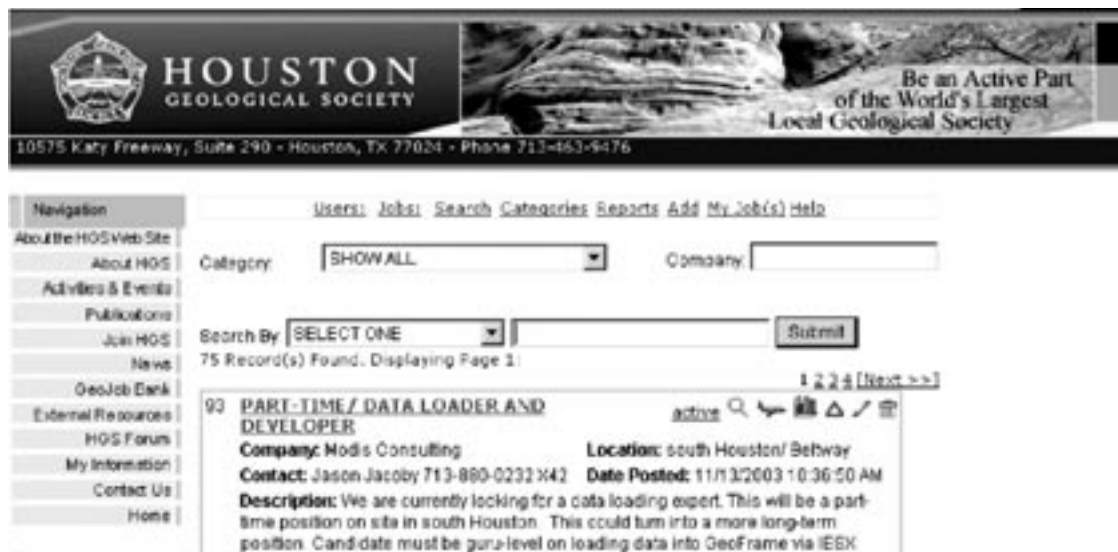 HOUSTON
GEOLOGICAL SOCIETY
Be an Active Part
of the World's Largest
Local Geological Society
10575 Katy Freeway, Suite 290 - Houston, TX 77024 - Phone 713-463-9476
Navigation
About the HGS Web Site
About HGS
Activities & Events
Publications
Join HGS
News
GeoJob Bank
External Resources
HGS Forum
My Information
Contact Us
Home
Users: Jobs: Search Categories Reports Add My Job(s) Help
Category: SHOW ALL Company:
Search By SELECT ONE Submit
75 Record(s) Found. Displaying Page 1:
1 2 3 4 [Next >>]
93 PART-TIME/ DATA LOADER AND
DEVELOPER
active
Company: Modis Consulting Location: south Houston/ Beltway
Contact: Jason Jacoby 713-880-0232 X42 Date Posted: 11/13/2003 10:36:50 AM
Description: We are currently looking for a data loading expert. This will be a part-
time position on site in south Houston. This could turn into a more long-term
position. Candidate must be guru-level on loading data into GeoFrame via IESX